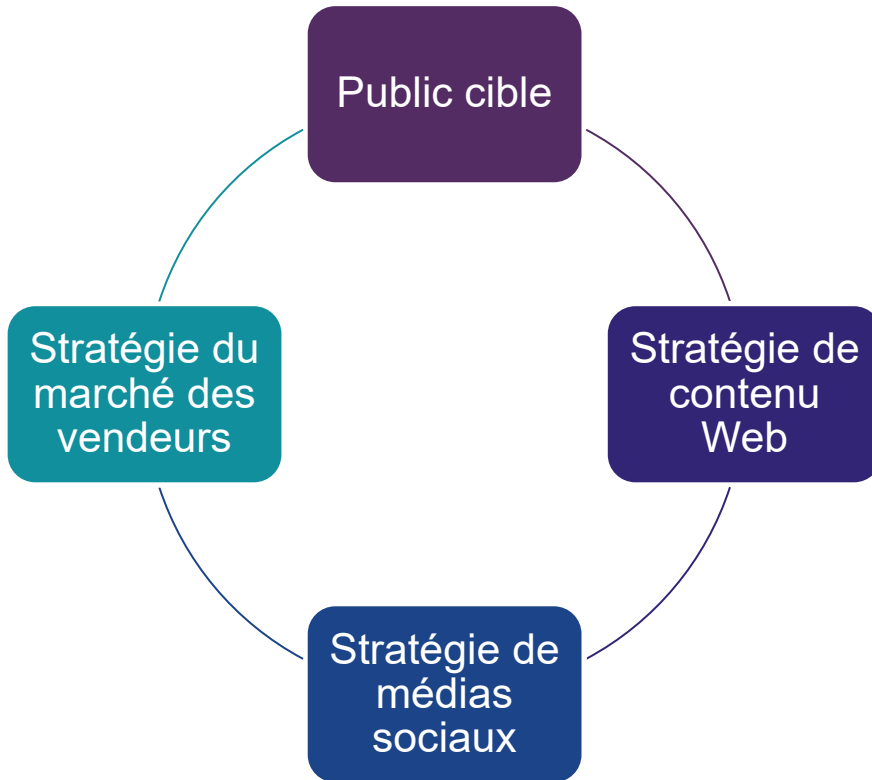 Public cible
Stratégie du
marché des
vendeurs
Stratégie de
contenu
Web
Stratégie de
médias
sociaux